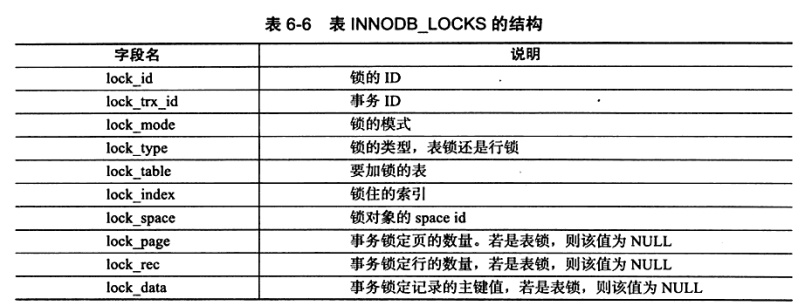 表 6-6 表 INNODB_LOCKS 的结构
字段名 说明
lock_id 锁的 ID
lock_trx_id 事务 ID
lock_mode 锁的模式
lock_type 锁的类型，表锁还是行锁
lock_table 要加锁的表
lock_index 锁住的索引
lock_space 锁对象的 space id
lock_page 事务锁定页的数量。若是表锁，则该值为 NULL
lock_rec 事务锁定行的数量，若是表锁，则该值为 NULL
lock_data 事务锁定记录的主键值，若是表锁，则该值为 NULL